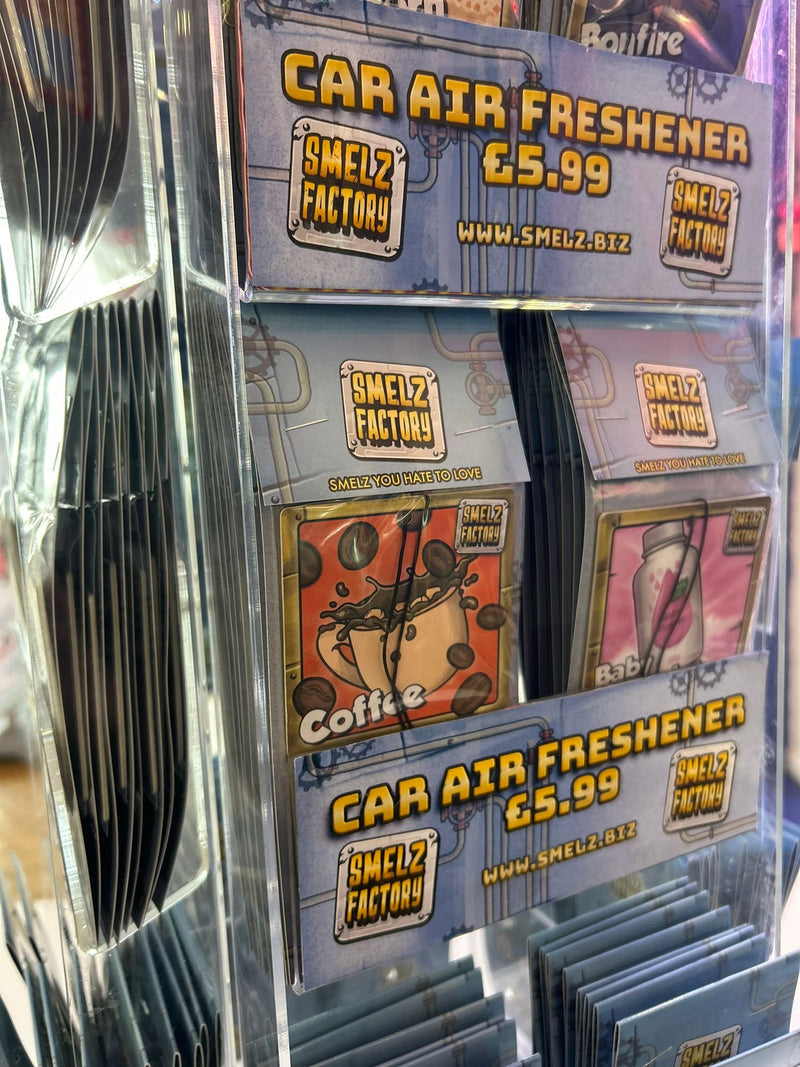 Bonfire
CAR AIR FRESHENER
£5.99
SMELZ
FACTORY
SMELZ
FACTORY
WWW.SMELZ.BIZ
SMELZ
FACTORY
SMELZ YOU HATE TO LOVE
SMELZ
FACTORY
SMELZ YOU HATE TO LOVE
SMELZ
FACTORY
Coffee
SMELZ
FACTORY
Baby
CAR AIR FRESHENER
£5.99
SMELZ
FACTORY
SMELZ
FACTORY
WWW.SMELZ.BIZ
SMELZ